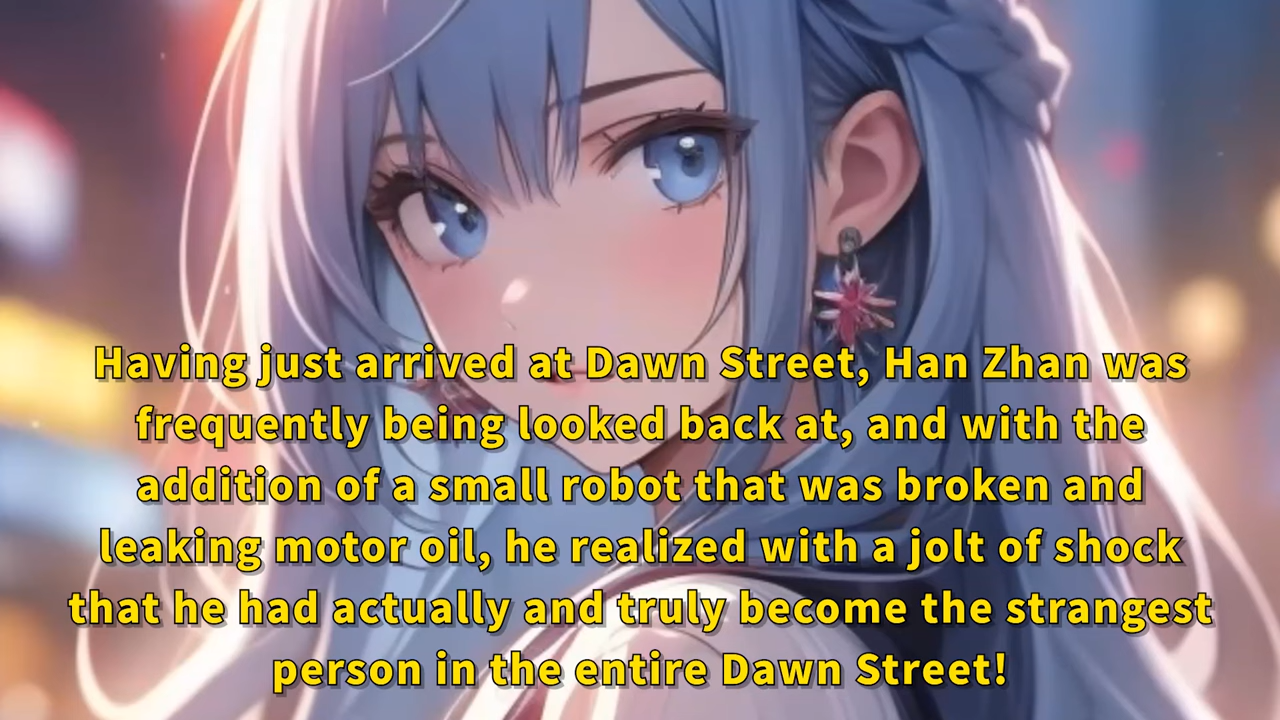 Having just arrived at Dawn Street, Han Zhan was
frequently being looked back at, and with the
addition of a small robot that was broken and
leaking motor oil, he realized with a jolt of shock
that he had actually and truly become the strangest
person in the entire Dawn Street!